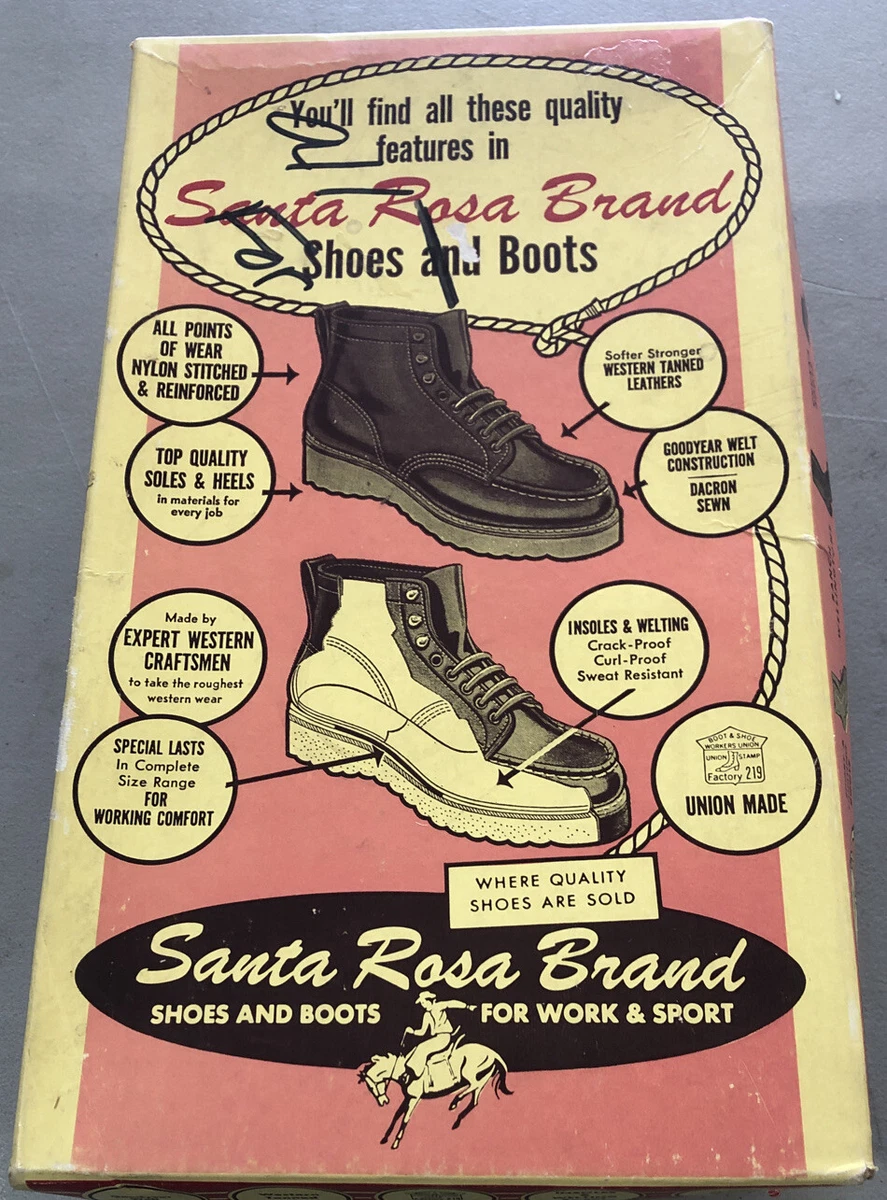 You'll find all these quality
features in
Santa Rosa Brand
Shoes and Boots
ALL POINTS
OF WEAR
NYLON STITCHED
& REINFORCED
Softer Stronger
WESTERN TANNED
LEATHERS
TOP QUALITY
SOLES & HEELS
in materials for
every job
GOODYEAR WELT
CONSTRUCTION
DACRON
SEWN
Made by
EXPERT WESTERN
CRAFTSMEN
to take the roughest
western wear
INSOLES & WELTING
Crack-Proof
Curl-Proof
Sweat Resistant
SPECIAL LASTS
In Complete
Size Range
FOR
WORKING COMFORT
BOOT & SHOE
WORKERS UNION
UNION STAMP
Factory 219
UNION MADE
WHERE QUALITY
SHOES ARE SOLD
Santa Rosa Brand
SHOES AND BOOTS FOR WORK & SPORT